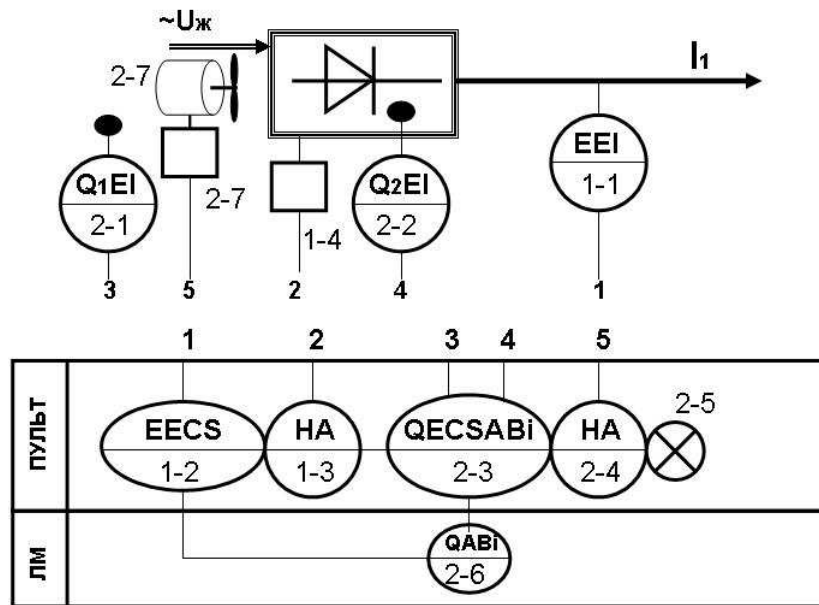 ~Uж
I₁
2-7
Q₁EI
2-1
2-7
1-4
Q₂EI
2-2
EEI
1-1
3 5 2 4 1
1 2 3 4 5
ПУЛЬТ
EECS
1-2
HA
1-3
QECSABi
2-3
HA
2-4
2-5
ЛМ
QABi
2-6